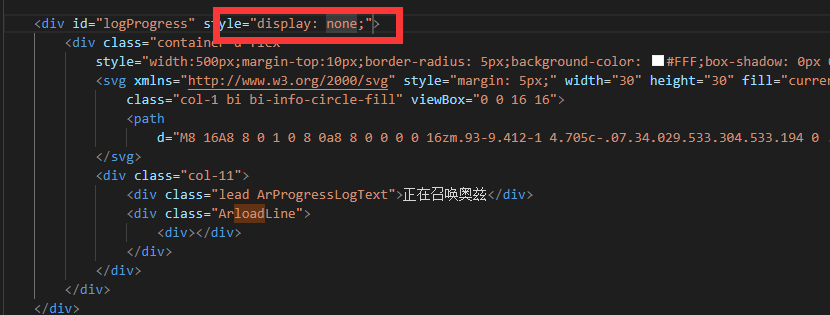 <div id="logProgress" style="display: none;">
<div class="container d-flex"
style="width:500px;margin-top:10px;border-radius: 5px;background-color: #FFF;box-shadow: 0px
<svg xmlns="http://www.w3.org/2000/svg" style="margin: 5px;" width="30" height="30" fill="curre
class="col-1 bi bi-info-circle-fill" viewBox="0 0 16 16">
<path
d="M8 16A8 8 0 1 0 8 0a8 8 0 0 0 0 16zm.93-9.412-1 4.705c-.07.34.029.533.304.533.194 0
</svg>
<div class="col-11">
<div class="lead ArProgressLogText">正在召唤奥兹</div>
<div class="ArloadLine">
<div></div>
</div>
</div>
</div>
</div>